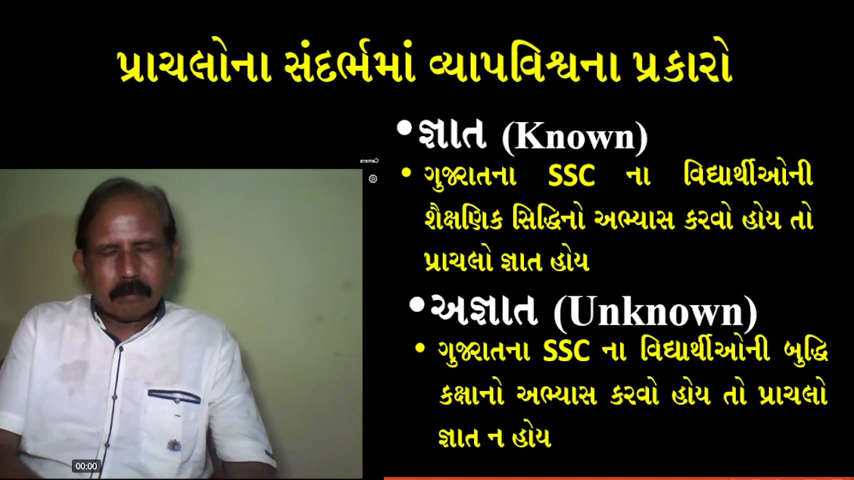 પ્રાચલોના સંદર્ભમાં વ્યાપવિશ્વના પ્રકારો
•જ્ઞાત (Known)
• ગુજરાતના SSC ના વિદ્યાર્થીઓની
શૈક્ષણિક સિદ્ધિનો અભ્યાસ કરવો હોય તો
પ્રાચલો જ્ઞાત હોય
•અજ્ઞાત (Unknown)
• ગુજરાતના SSC ના વિદ્યાર્થીઓની બુદ્ધિ
કક્ષાનો અભ્યાસ કરવો હોય તો પ્રાચલો
જ્ઞાત ન હોય
Camera
00:00